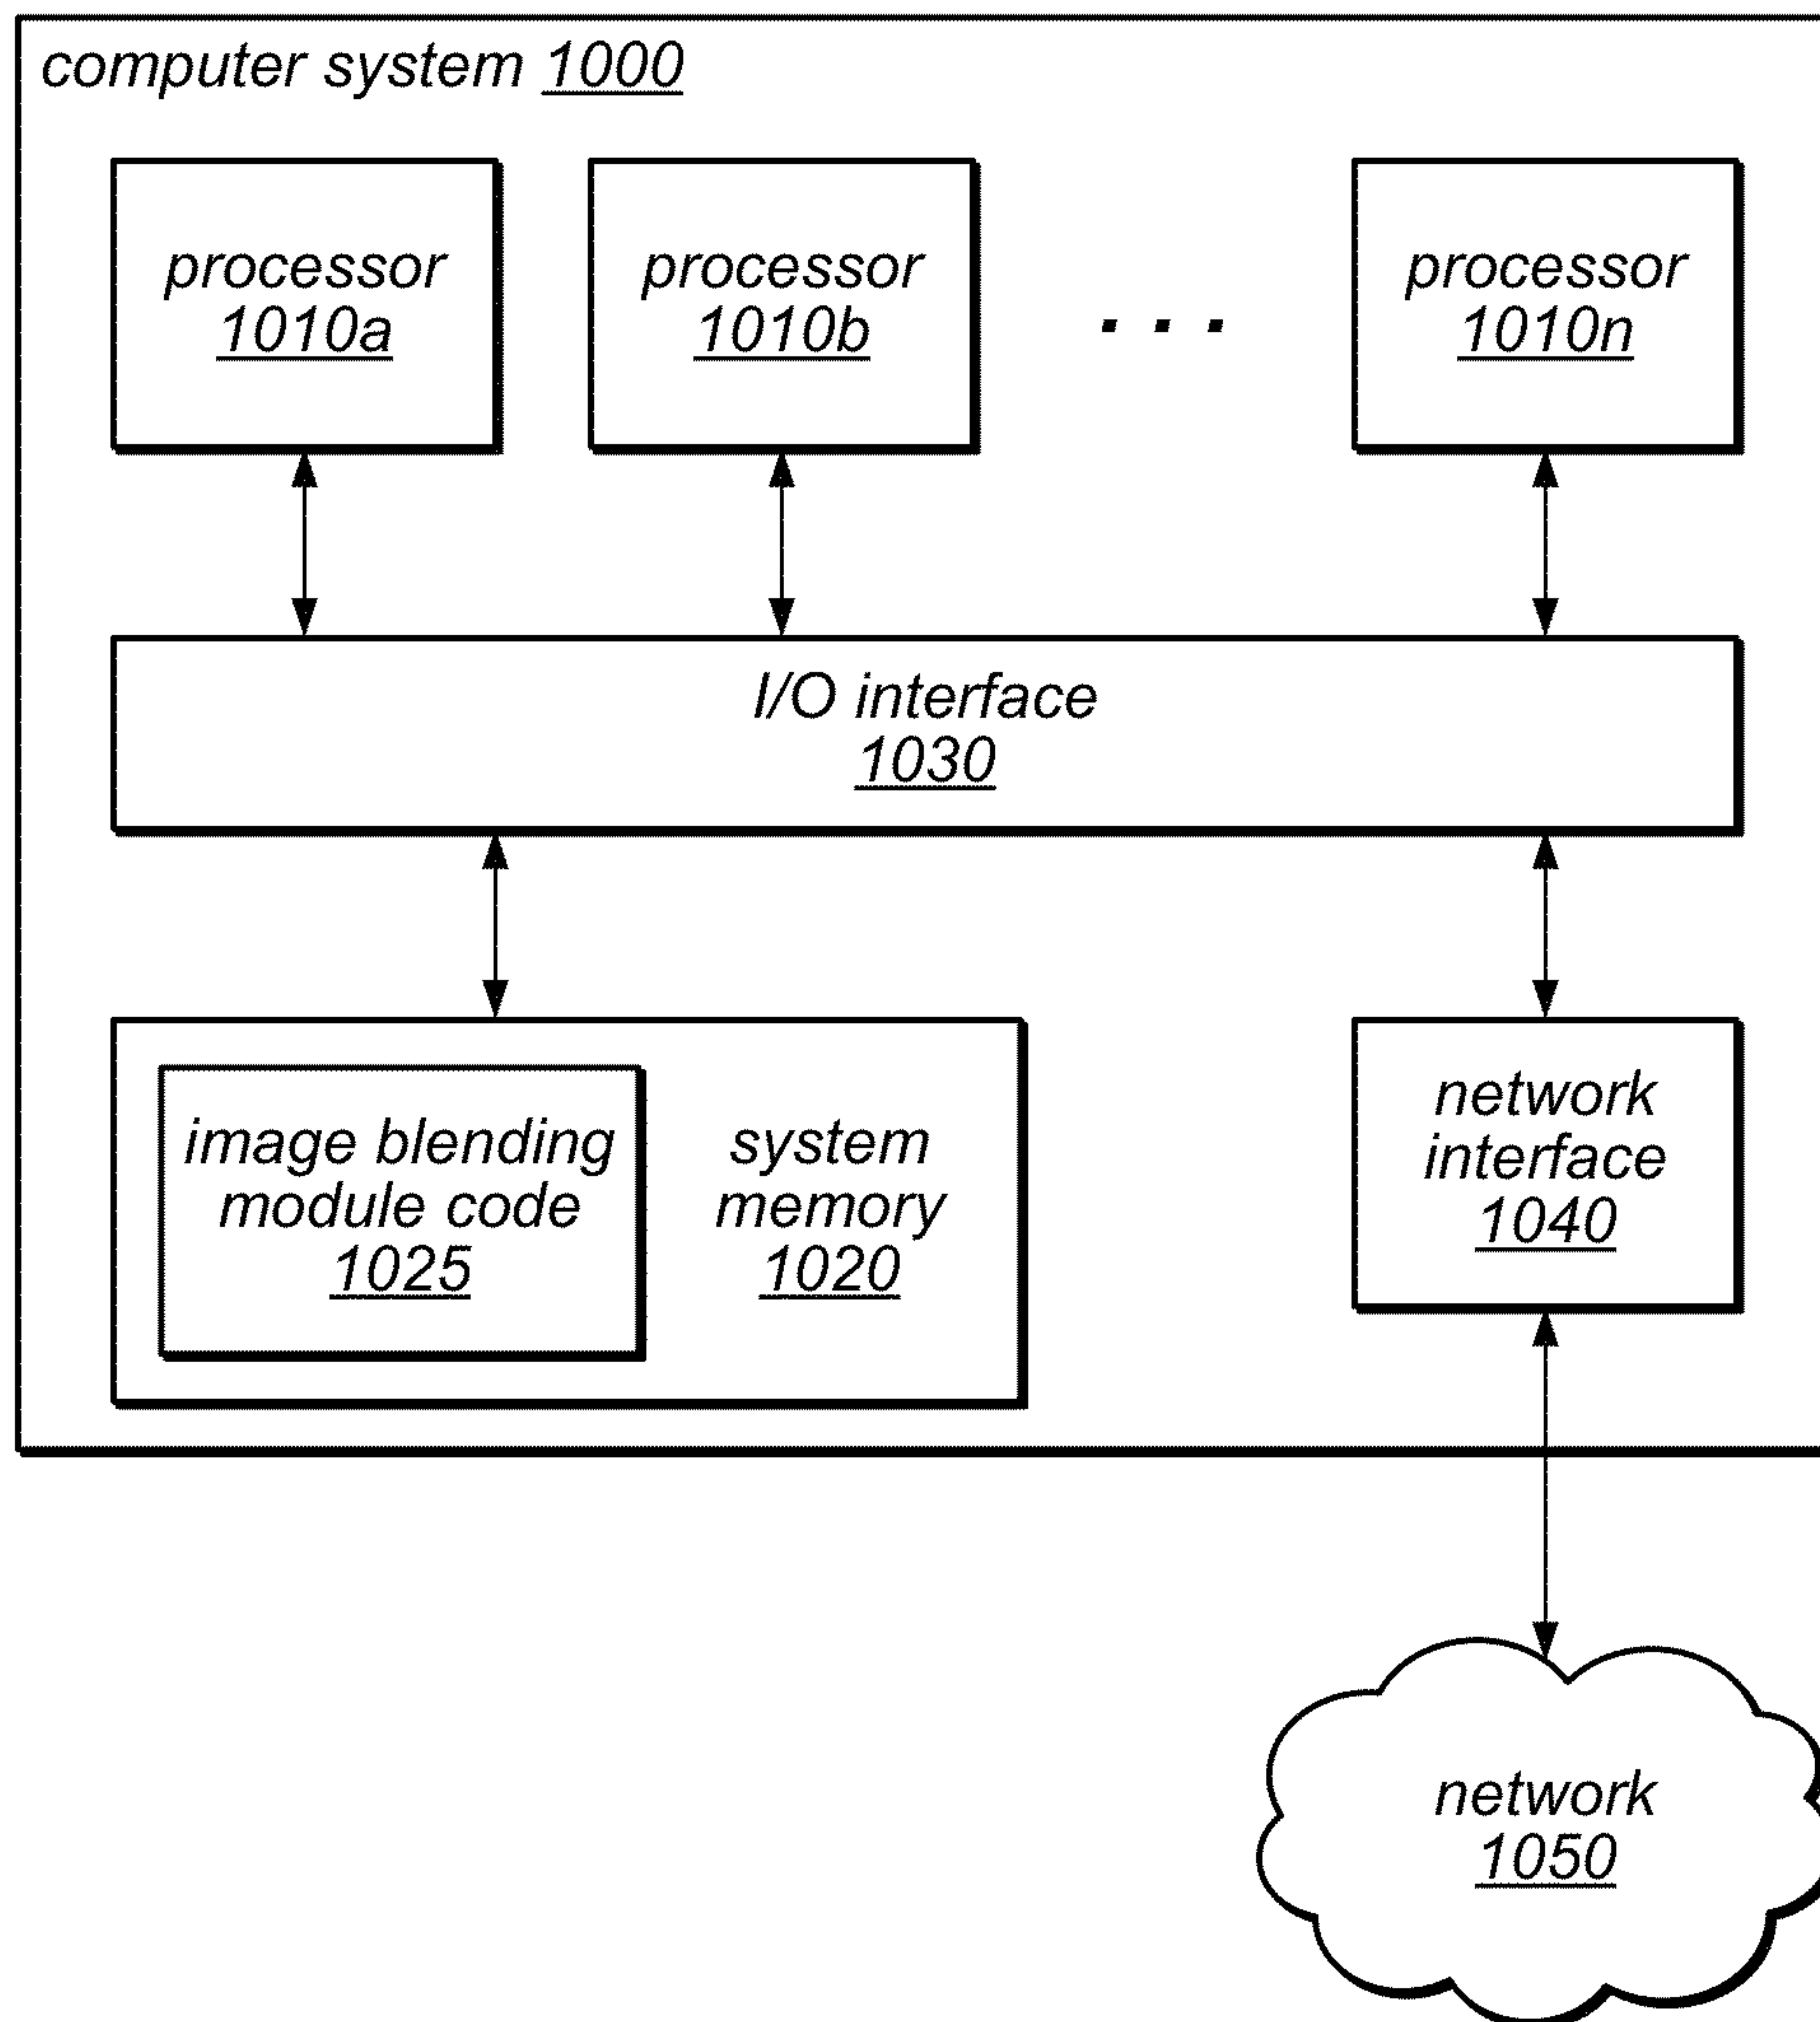 computer system 1000
processor
1010a
processor
1010b
. . .
processor
1010n
I/O interface
1030
image blending
module code
1025
system
memory
1020
network
interface
1040
network
1050